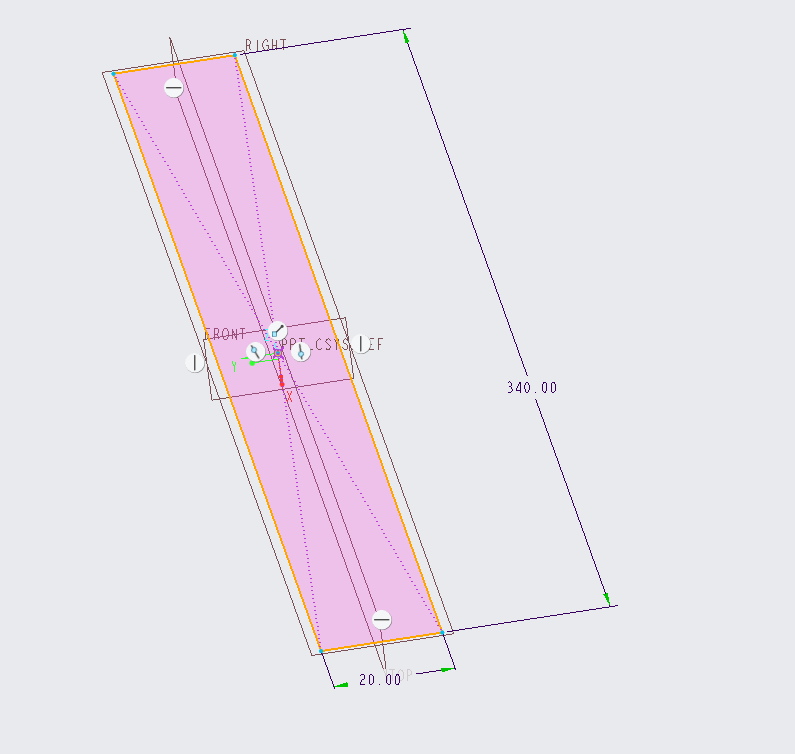 RIGHT
FRONT
PRT_CSYS_DEF
Y
X
340.00
TOP
20.00